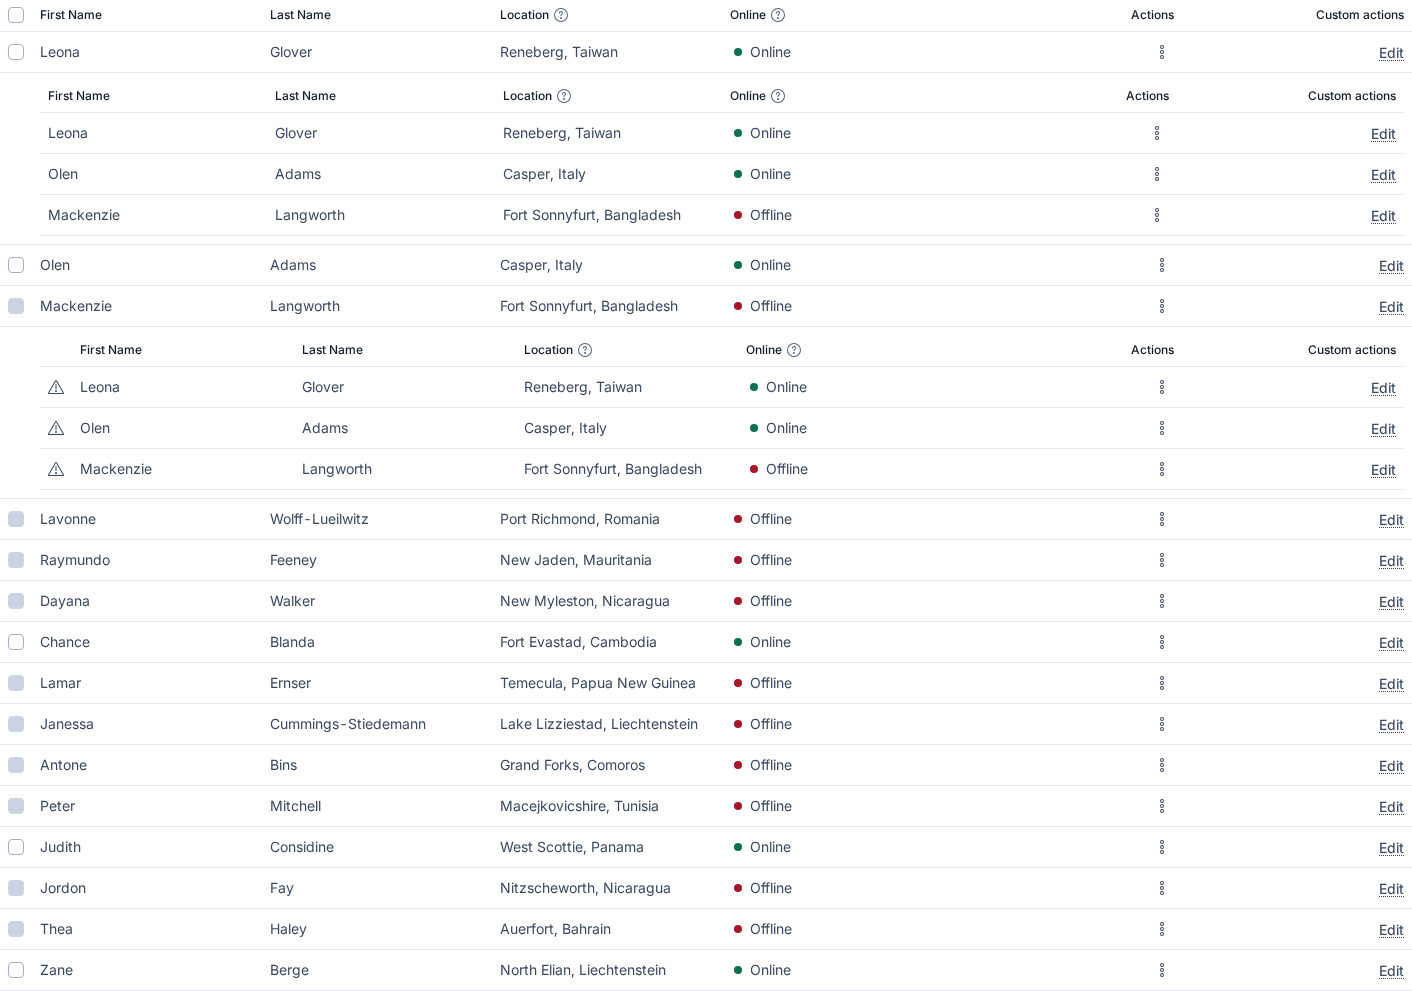 First Name Last Name Location Online Actions Custom actions
Leona Glover Reneberg, Taiwan Online Edit
First Name Last Name Location Online Actions Custom actions
Leona Glover Reneberg, Taiwan Online Edit
Olen Adams Casper, Italy Online Edit
Mackenzie Langworth Fort Sonnyfurt, Bangladesh Offline Edit
Olen Adams Casper, Italy Online Edit
Mackenzie Langworth Fort Sonnyfurt, Bangladesh Offline Edit
First Name Last Name Location Online Actions Custom actions
Leona Glover Reneberg, Taiwan Online Edit
Olen Adams Casper, Italy Online Edit
Mackenzie Langworth Fort Sonnyfurt, Bangladesh Offline Edit
Lavonne Wolff-Lueilwitz Port Richmond, Romania Offline Edit
Raymundo Feeney New Jaden, Mauritania Offline Edit
Dayana Walker New Myleston, Nicaragua Offline Edit
Chance Blanda Fort Evastad, Cambodia Online Edit
Lamar Ernser Temecula, Papua New Guinea Offline Edit
Janessa Cummings-Stiedemann Lake Lizziestad, Liechtenstein Offline Edit
Antone Bins Grand Forks, Comoros Offline Edit
Peter Mitchell Macejkovicshire, Tunisia Offline Edit
Judith Considine West Scottie, Panama Online Edit
Jordon Fay Nitzscheworth, Nicaragua Offline Edit
Thea Haley Auerfort, Bahrain Offline Edit
Zane Berge North Elian, Liechtenstein Online Edit